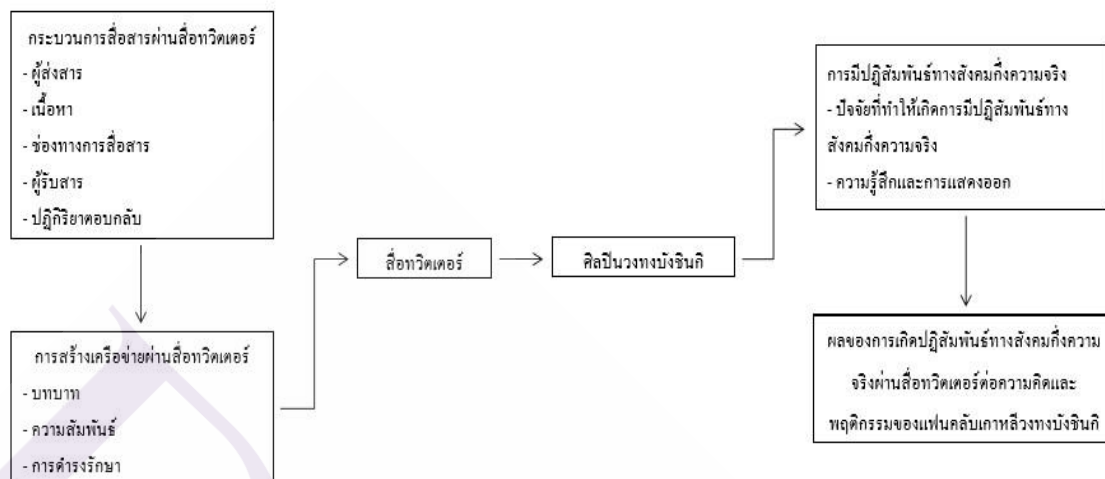 กระบวนการสื่อสารผ่านสื่อทวิตเตอร์
- ผู้ส่งสาร
- เนื้อหา
- ช่องทางการสื่อสาร
- ผู้รับสาร
- ปฏิกิริยาตอบกลับ
การสร้างเครือข่ายผ่านสื่อทวิตเตอร์
- บทบาท
- ความสัมพันธ์
- การดำรงรักษา
สื่อทวิตเตอร์
ศิลปินวงทงบังชินกิ
การมีปฏิสัมพันธ์ทางสังคมกึ่งความจริง
- ปัจจัยที่ทำให้เกิดการมีปฏิสัมพันธ์ทาง
สังคมกึ่งความจริง
- ความรู้สึกและการแสดงออก
ผลของการเกิดปฏิสัมพันธ์ทางสังคมกึ่งความ
จริงผ่านสื่อทวิตเตอร์ต่อความคิดและ
พฤติกรรมของแฟนคลับเกาหลีวงทงบังชินกิ